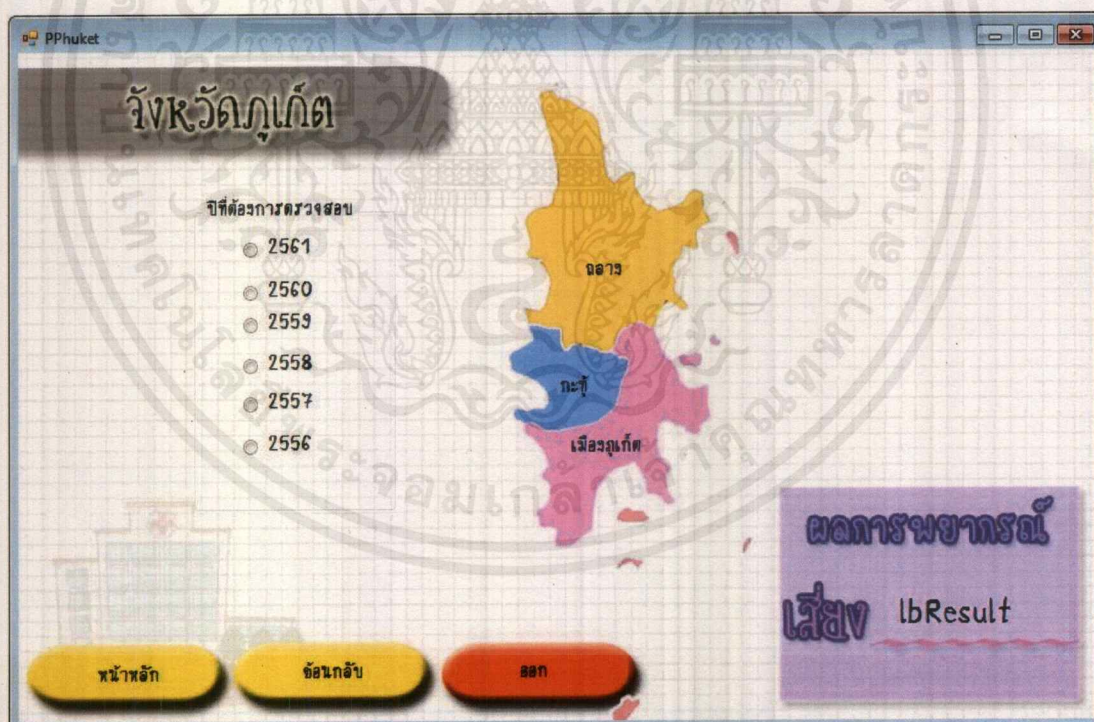 PPhuket
จังหวัดภูเก็ต
ปีที่ต้องการตรวจสอบ
2561
2560
2559
2558
2557
2556
ถลาง
กะทู้
เมืองภูเก็ต
ผลการพยากรณ์
เสี่ยง lbResult
หน้าหลัก
ย้อนกลับ
ออก